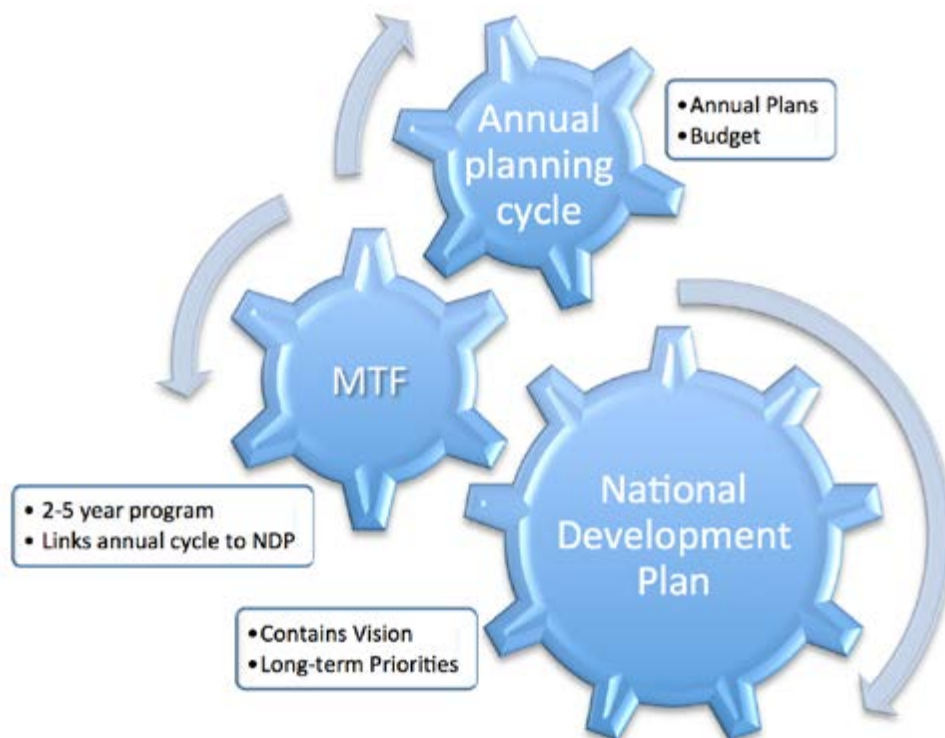 Annual
planning
cycle
•Annual Plans
•Budget
MTF
• 2-5 year program
• Links annual cycle to NDP
National
Development
Plan
•Contains Vision
•Long-term Priorities